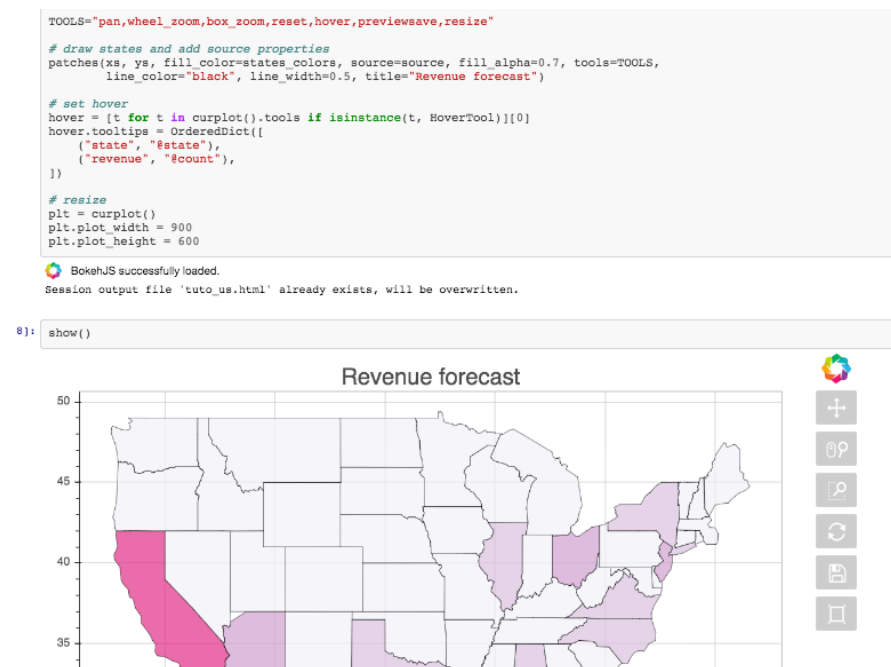 TOOLS="pan,wheel_zoom,box_zoom,reset,hover,previewsave,resize"
# draw states and add source properties
patches(xs, ys, fill_color=states_colors, source=source, fill_alpha=0.7, tools=TOOLS,
line_color="black", line_width=0.5, title="Revenue forecast")
# set hover
hover = [t for t in curplot().tools if isinstance(t, HoverTool)][0]
hover.tooltips = OrderedDict([
("state", "@state"),
("revenue", "@count"),
])
# resize
plt = curplot()
plt.plot_width = 900
plt.plot_height = 600
BokehJS successfully loaded.
Session output file 'tuto_us.html' already exists, will be overwritten.
8]: show()
Revenue forecast
50
45
40
35